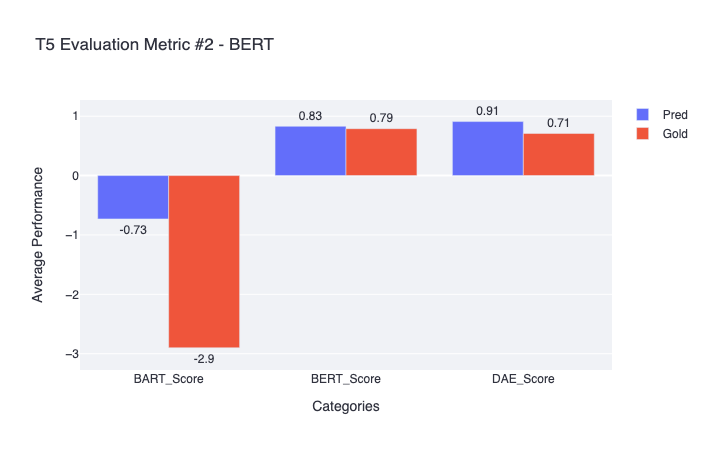 T5 Evaluation Metric #2 - BERT
Pred
Gold
Average Performance
1
0
−1
−2
−3
0.83
0.79
0.91
0.71
-0.73
-2.9
BART_Score
BERT_Score
DAE_Score
Categories